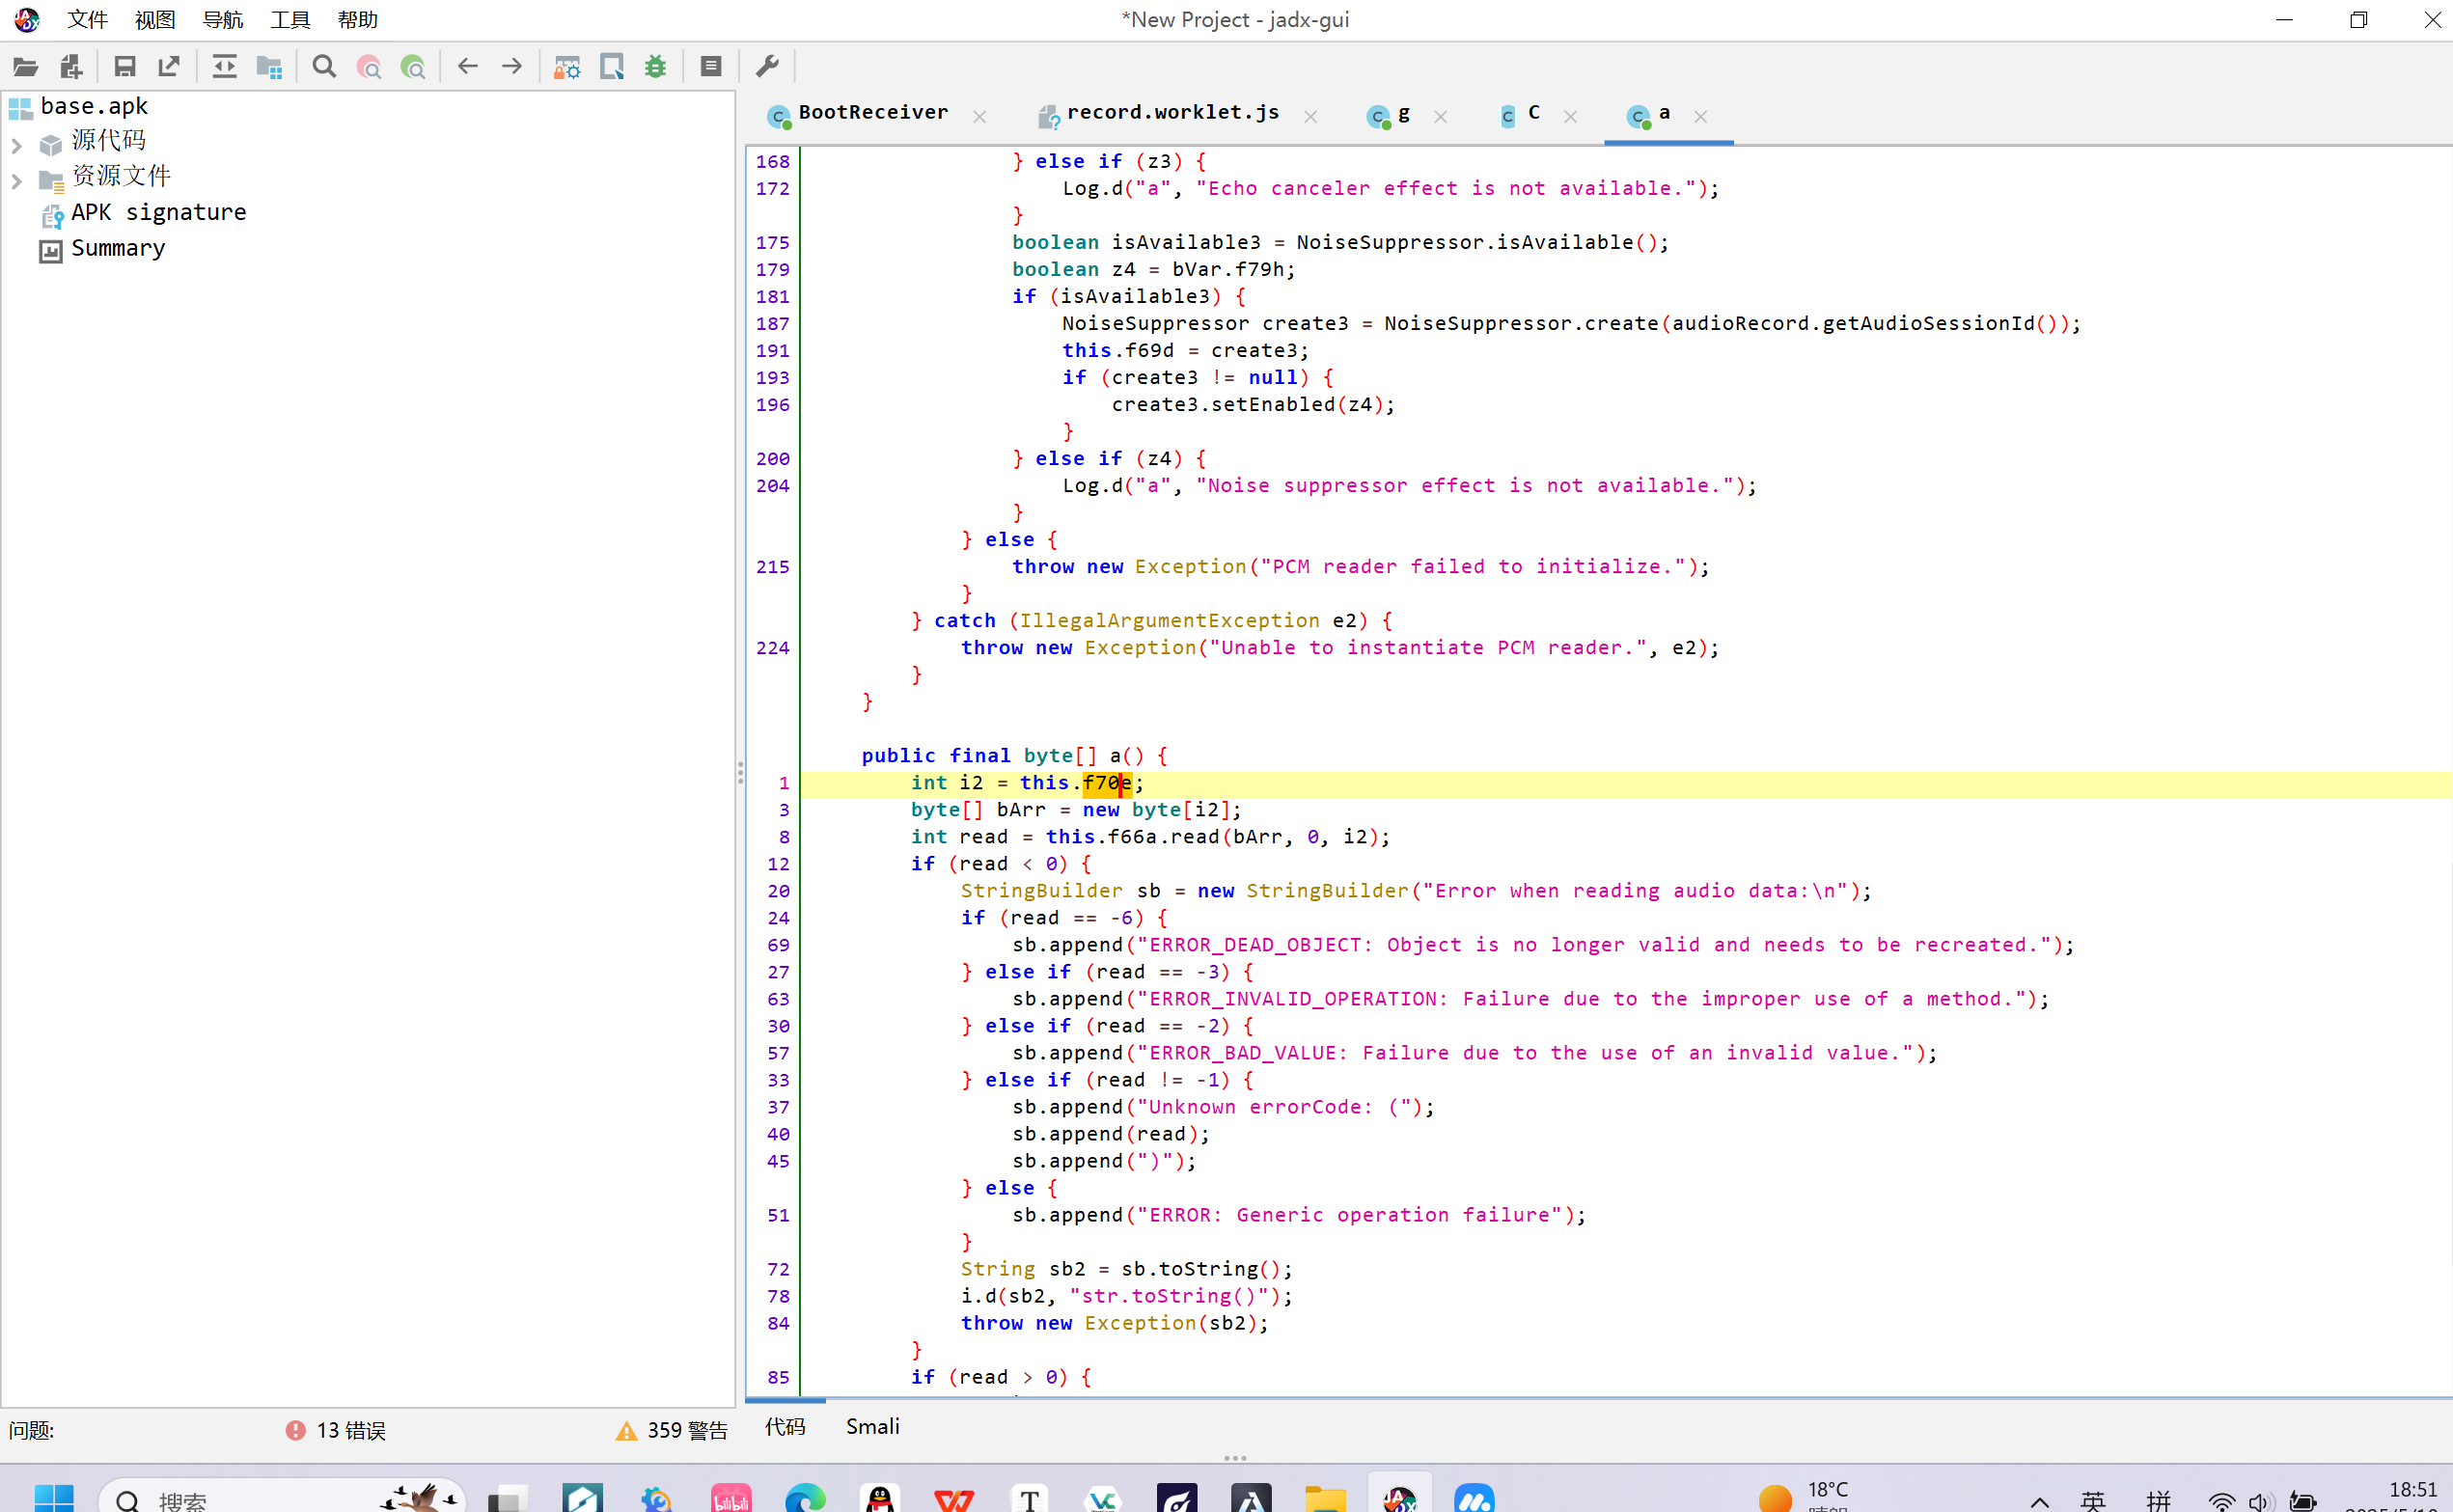 文件 视图 导航 工具 帮助
*New Project - jadx-gui
base.apk
源代码
资源文件
APK signature
Summary
BootReceiver
record.worklet.js
g
C
a
168 } else if (z3) {
172 Log.d("a", "Echo canceler effect is not available.");
}
175 boolean isAvailable3 = NoiseSuppressor.isAvailable();
179 boolean z4 = bVar.f79h;
181 if (isAvailable3) {
187 NoiseSuppressor create3 = NoiseSuppressor.create(audioRecord.getAudioSessionId());
191 this.f69d = create3;
193 if (create3 != null) {
196 create3.setEnabled(z4);
}
200 } else if (z4) {
204 Log.d("a", "Noise suppressor effect is not available.");
}
} else {
215 throw new Exception("PCM reader failed to initialize.");
}
} catch (IllegalArgumentException e2) {
224 throw new Exception("Unable to instantiate PCM reader.", e2);
}
}
public final byte[] a() {
1 int i2 = this.f70e;
3 byte[] bArr = new byte[i2];
8 int read = this.f66a.read(bArr, 0, i2);
12 if (read < 0) {
20 StringBuilder sb = new StringBuilder("Error when reading audio data:\n");
24 if (read == -6) {
69 sb.append("ERROR_DEAD_OBJECT: Object is no longer valid and needs to be recreated.");
27 } else if (read == -3) {
63 sb.append("ERROR_INVALID_OPERATION: Failure due to the improper use of a method.");
30 } else if (read == -2) {
57 sb.append("ERROR_BAD_VALUE: Failure due to the use of an invalid value.");
33 } else if (read != -1) {
37 sb.append("Unknown errorCode: (");
40 sb.append(read);
45 sb.append(")");
} else {
51 sb.append("ERROR: Generic operation failure");
}
72 String sb2 = sb.toString();
78 i.d(sb2, "str.toString()");
84 throw new Exception(sb2);
}
85 if (read > 0) {
问题: 13 错误 359 警告
代码 Smali
搜索
bilibili
T
18°C
英 拼
18:51